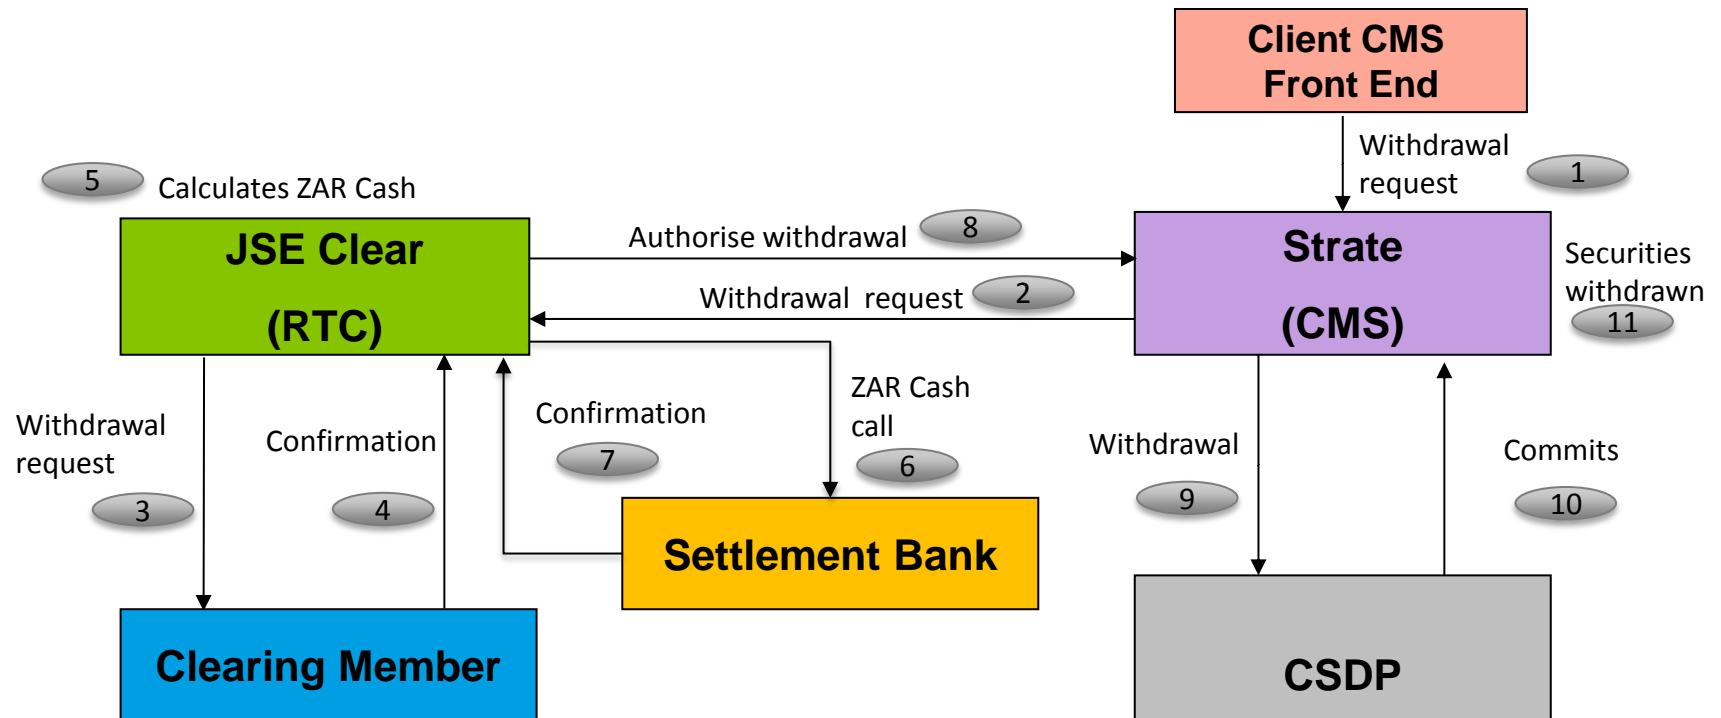 Client CMS
Front End
Withdrawal
request
1
5
Calculates ZAR Cash
JSE Clear
(RTC)
Authorise withdrawal
8
Withdrawal request
2
Strate
(CMS)
Securities
withdrawn
11
Withdrawal
request
3
Confirmation
4
Confirmation
7
ZAR Cash
call
6
Withdrawal
9
Commits
10
Settlement Bank
Clearing Member
CSDP